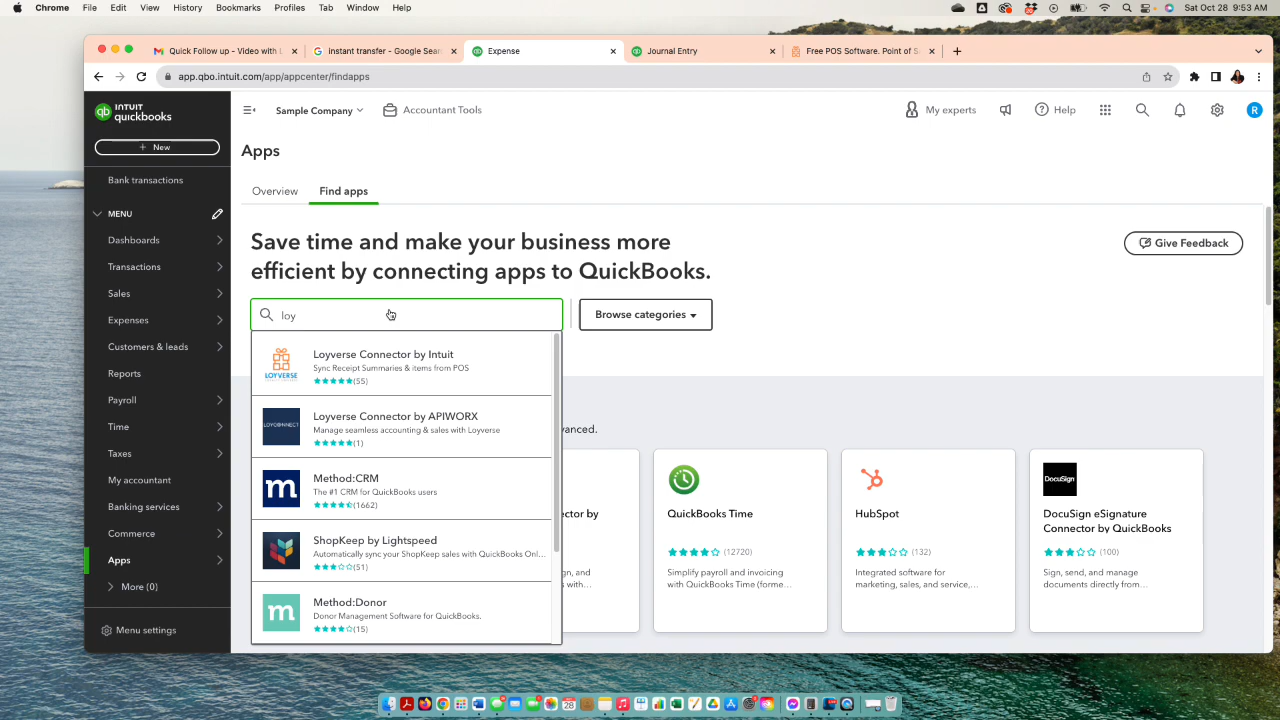 Chrome File Edit View History Bookmarks Profiles Tab Window Help Sat Oct 28 9:53 AM
Quick Follow up - Video with L
instant transfer - Google Sear
Expense
Journal Entry
Free POS Software. Point of S
app.qbo.intuit.com/app/appcenter/findapps
INTUIT
quickbooks
Sample Company
Accountant Tools
My experts
Help
R
+ New
Bank transactions
MENU
Dashboards
Transactions
Sales
Expenses
Customers & leads
Reports
Payroll
Time
Taxes
My accountant
Banking services
Commerce
Apps
More (0)
Menu settings
Apps
Overview Find apps
Save time and make your business more
efficient by connecting apps to QuickBooks.
Give Feedback
loy
Browse categories
LOYVERSE
Loyverse Connector by Intuit
Sync Receipt Summaries & items from POS
(55)
Loyverse Connector by APIWORX
Manage seamless accounting & sales with Loyverse
(1)
m
Method:CRM
The #1 CRM for QuickBooks users
(1662)
ShopKeep by Lightspeed
Automatically sync your ShopKeep sales with QuickBooks Onl...
(51)
m
Method:Donor
Donor Management Software for QuickBooks.
(15)
vanced.
ctor by
gn, and
s with...
QuickBooks Time
(12720)
Simplify payroll and invoicing
with QuickBooks Time (forme...
HubSpot
(132)
Integrated software for
marketing, sales, and service,...
DocuSign
DocuSign eSignature
Connector by QuickBooks
(100)
Sign, send, and manage
documents directly from...